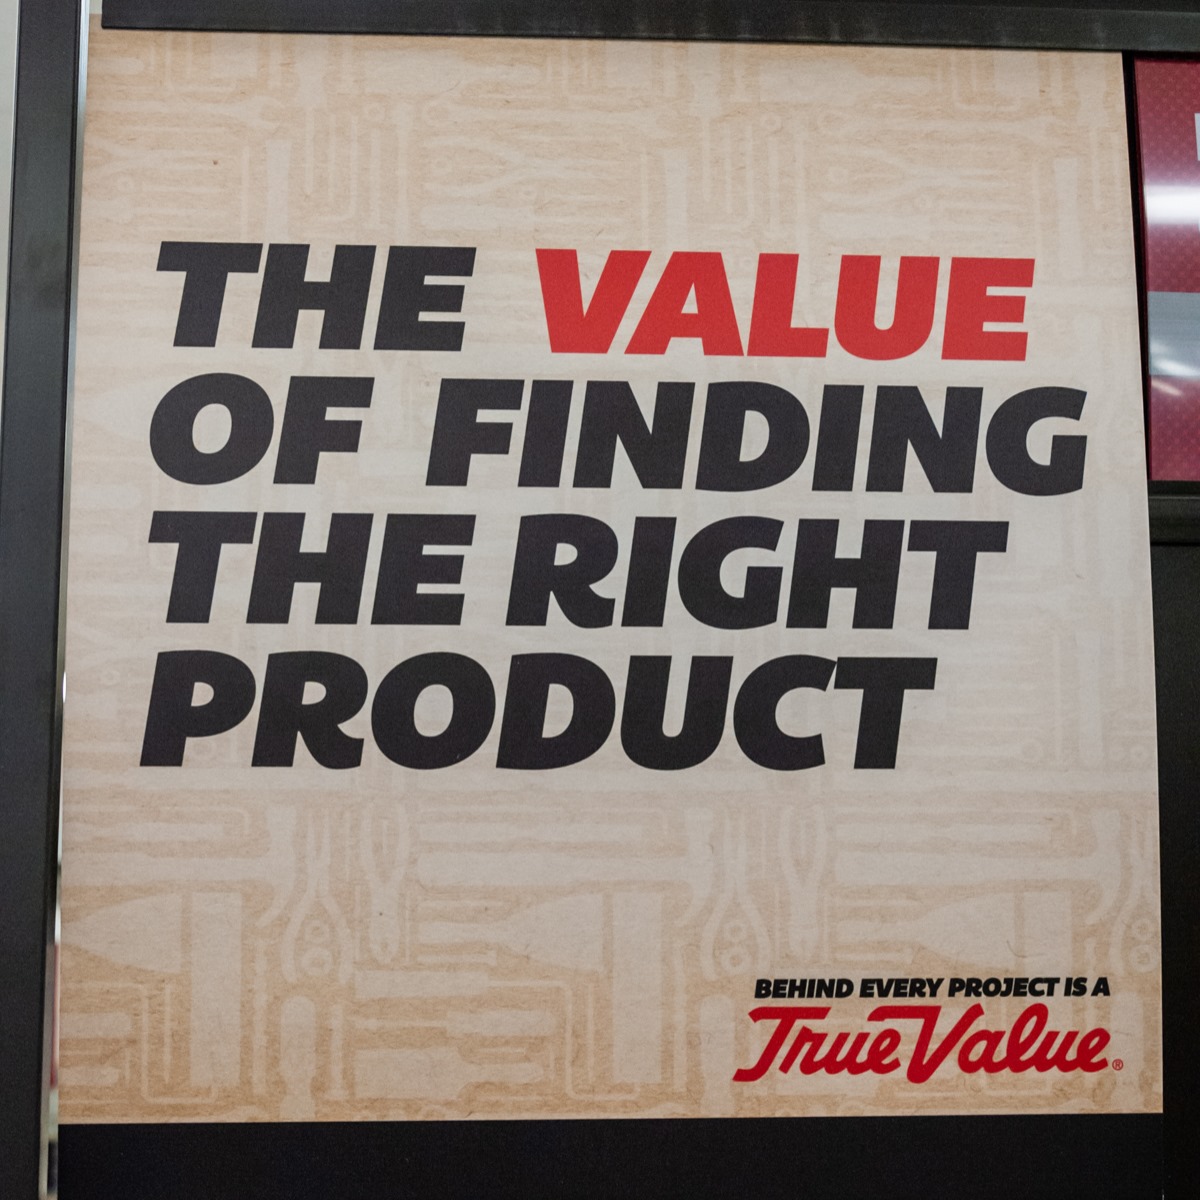 THE VALUE
OF FINDING
THE RIGHT
PRODUCT
BEHIND EVERY PROJECT IS A
True Value®